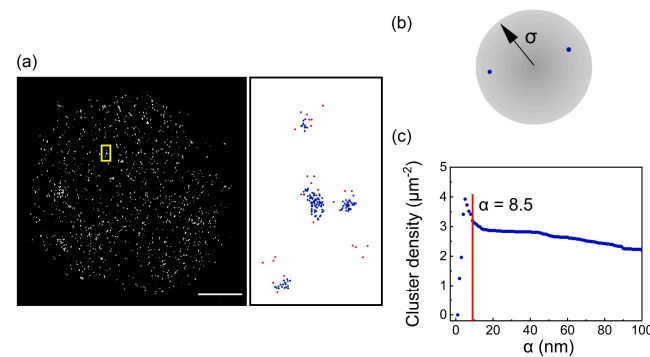 (a)
(b)
σ
(c)
Cluster density (μm⁻²)
5
4
3
2
1
0
α = 8.5
0 20 40 60 80 100
α (nm)